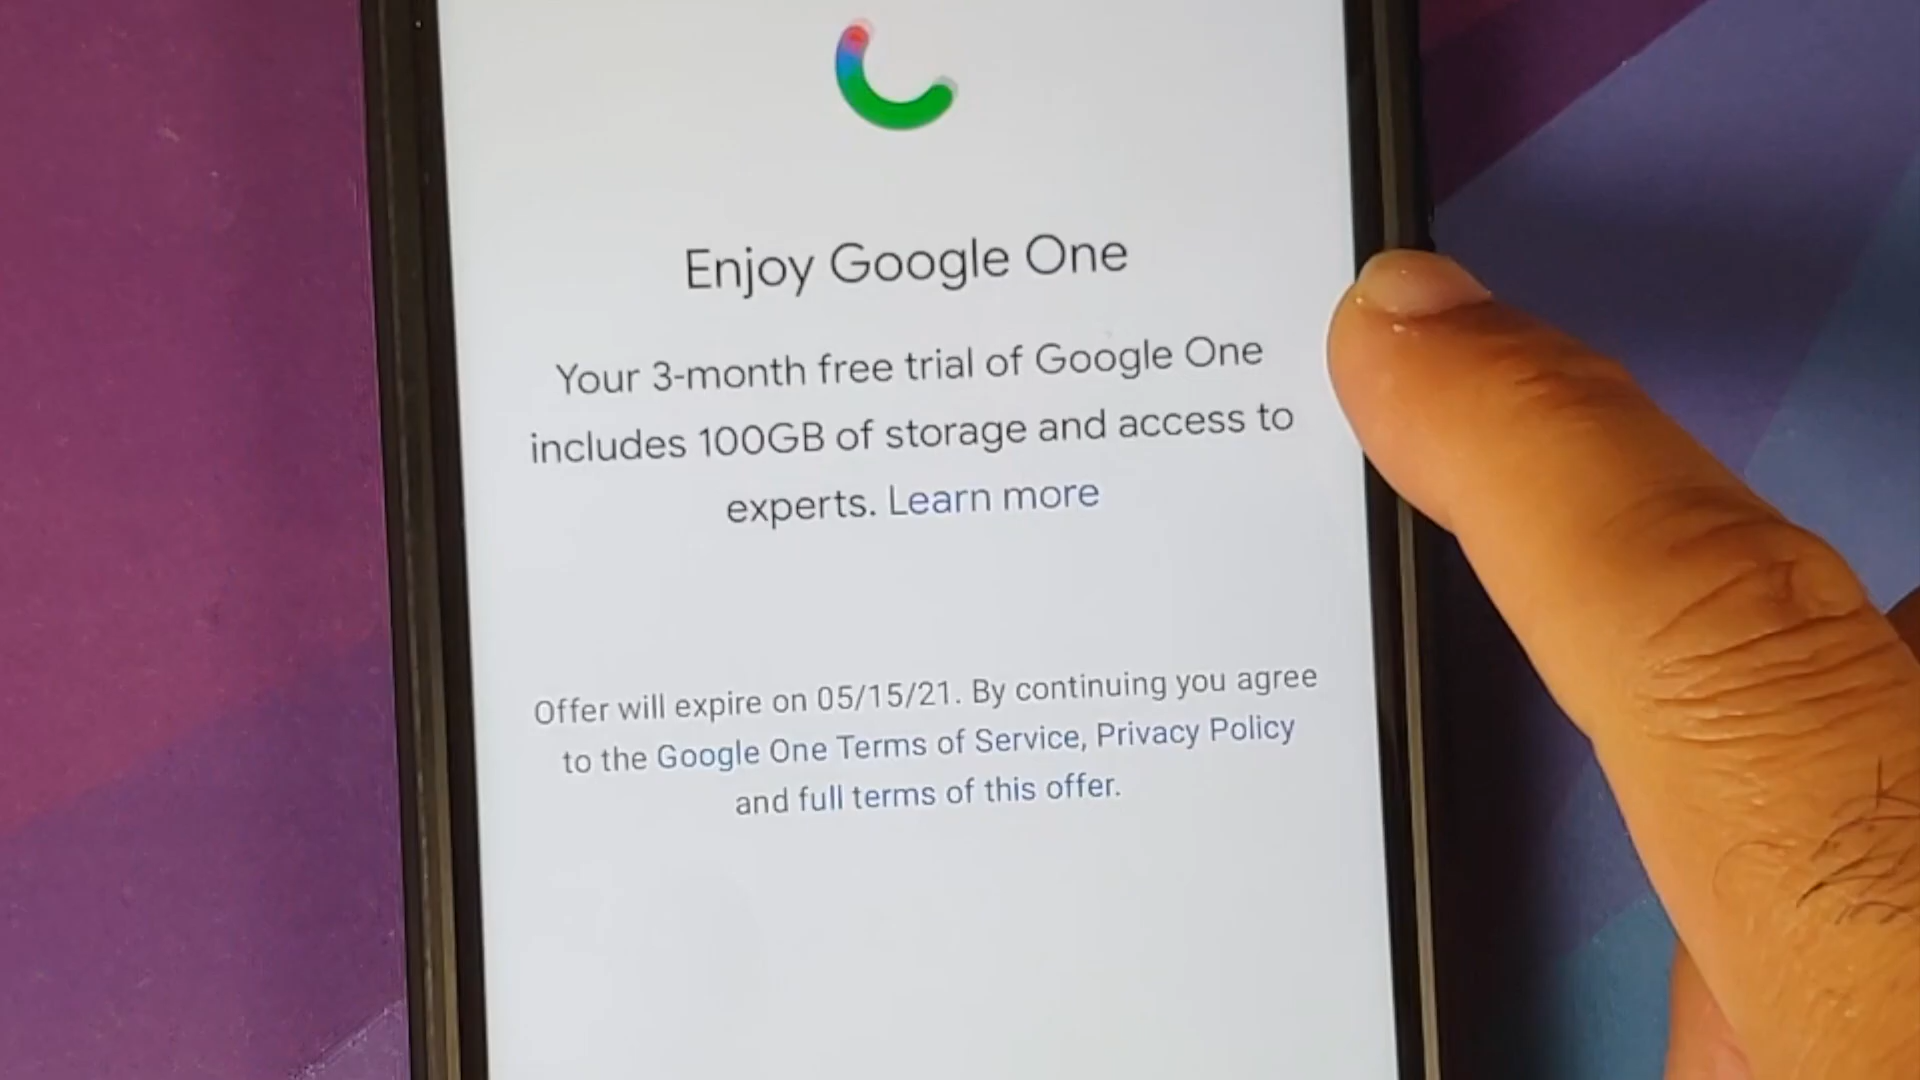 Enjoy Google One
Your 3-month free trial of Google One
includes 100GB of storage and access to
experts. Learn more
Offer will expire on 05/15/21. By continuing you agree
to the Google One Terms of Service, Privacy Policy
and full terms of this offer.